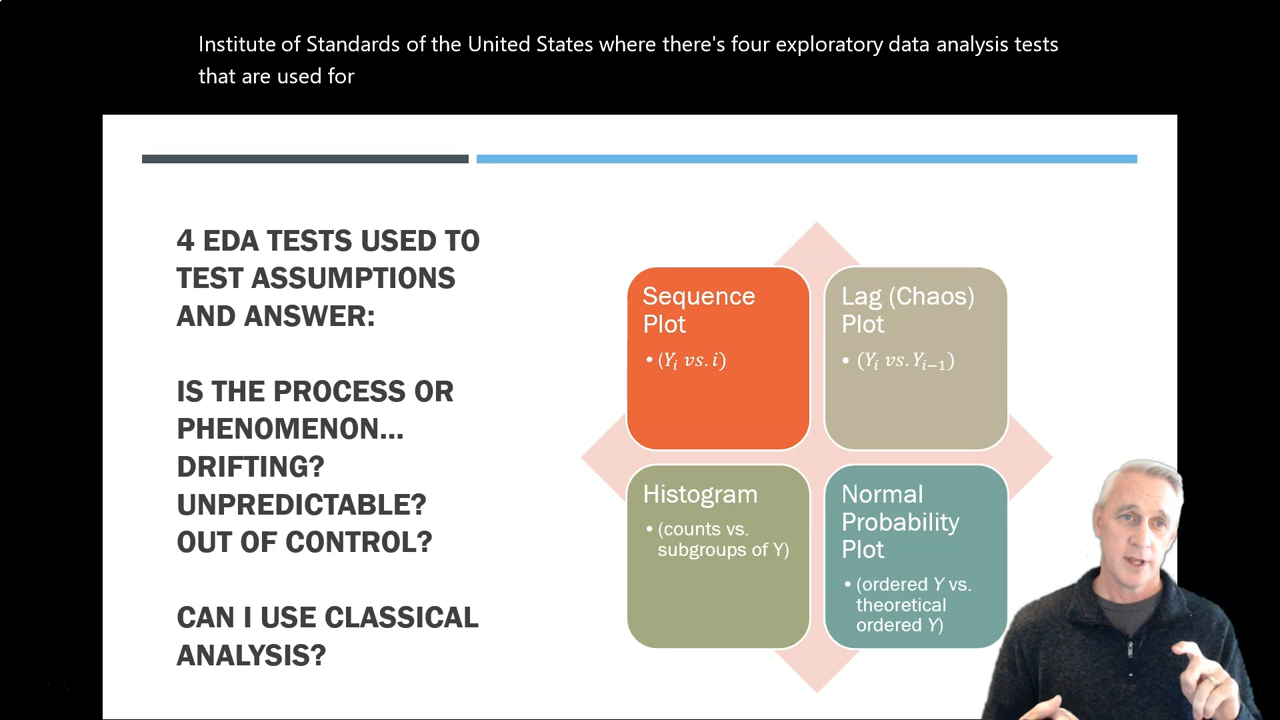 Institute of Standards of the United States where there's four exploratory data analysis tests
that are used for
4 EDA TESTS USED TO
TEST ASSUMPTIONS
AND ANSWER:
IS THE PROCESS OR
PHENOMENON...
DRIFTING?
UNPREDICTABLE?
OUT OF CONTROL?
CAN I USE CLASSICAL
ANALYSIS?
Sequence
Plot
• (Yᵢ vs. i)
Lag (Chaos)
Plot
• (Yᵢ vs. Yᵢ₋₁)
Histogram
• (counts vs.
subgroups of Y)
Normal
Probability
Plot
• (ordered Y vs.
theoretical
ordered Y)